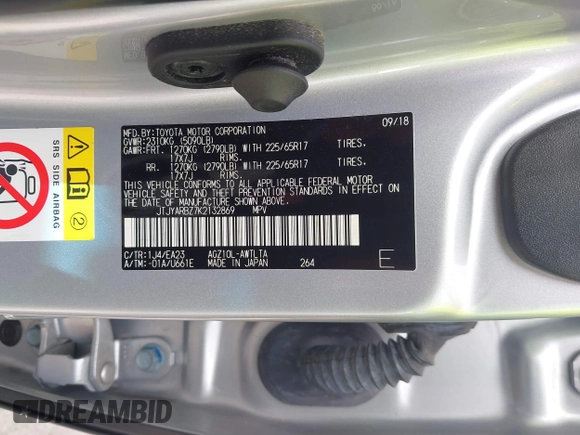 MFD.BY:TOYOTA MOTOR CORPORATION 09/18
GVWR:2310KG (5090LB)
GAWR:FRT. 1270KG (2790LB) WITH 225/65R17 TIRES.
17X7J RIMS.
RR. 1270KG (2790LB) WITH 225/65R17 TIRES.
17X7J RIMS.
THIS VEHICLE CONFORMS TO ALL APPLICABLE FEDERAL MOTOR
VEHICLE SAFETY AND THEFT PREVENTION STANDARDS IN EFFECT ON
THE DATE OF MANUFACTURE SHOWN ABOVE.
JTJYARBZ7K2132869 MPV
C/TR:1J4/EA23 AGZ10L-AWTLTA
A/TM:-01A/U661E MADE IN JAPAN 264 E
SRS SIDE AIRBAG
2
DREAMBID